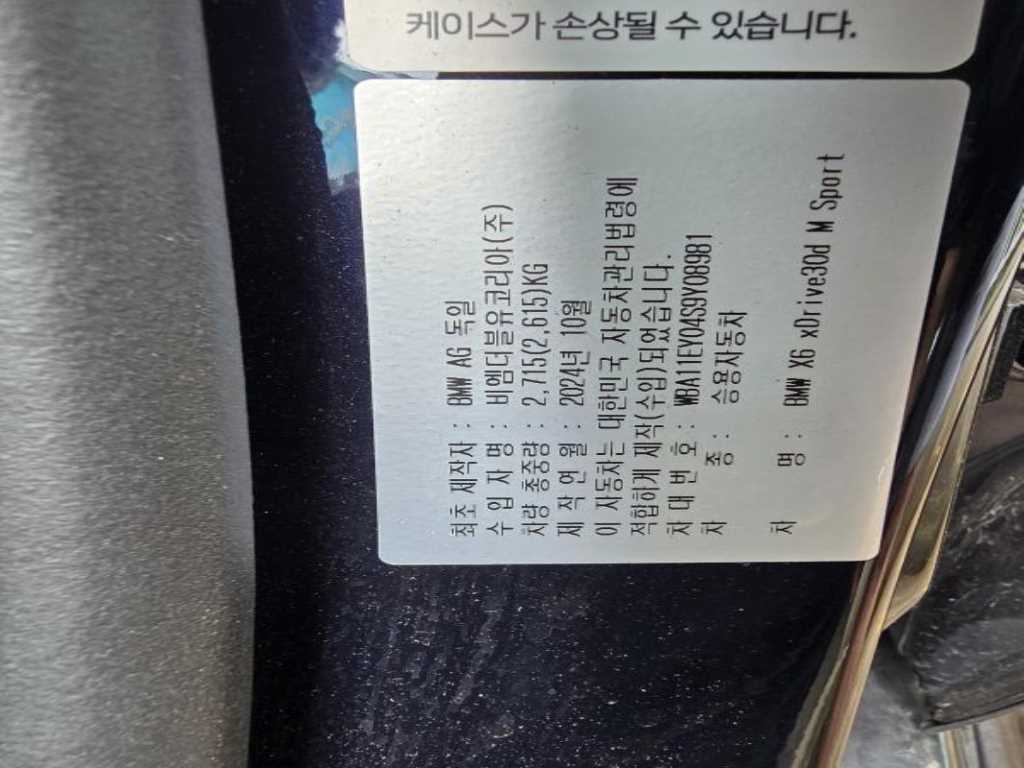 케이스가 손상될 수 있습니다.
최초 제작자 : BMW AG 독일
수 입 자 명 : 비엠더블유코리아(주)
차량 총중량 : 2,715(2,615)KG
제 작 연 월 : 2024년 10월
이 자동차는 대한민국 자동차관리법령에
적합하게 제작(수입)되었습니다.
차 대 번 호 : WBA11EY04S9Y089B1
차 종 : 승용자동차
차 명 : BMW X6 xDrive30d M Sport